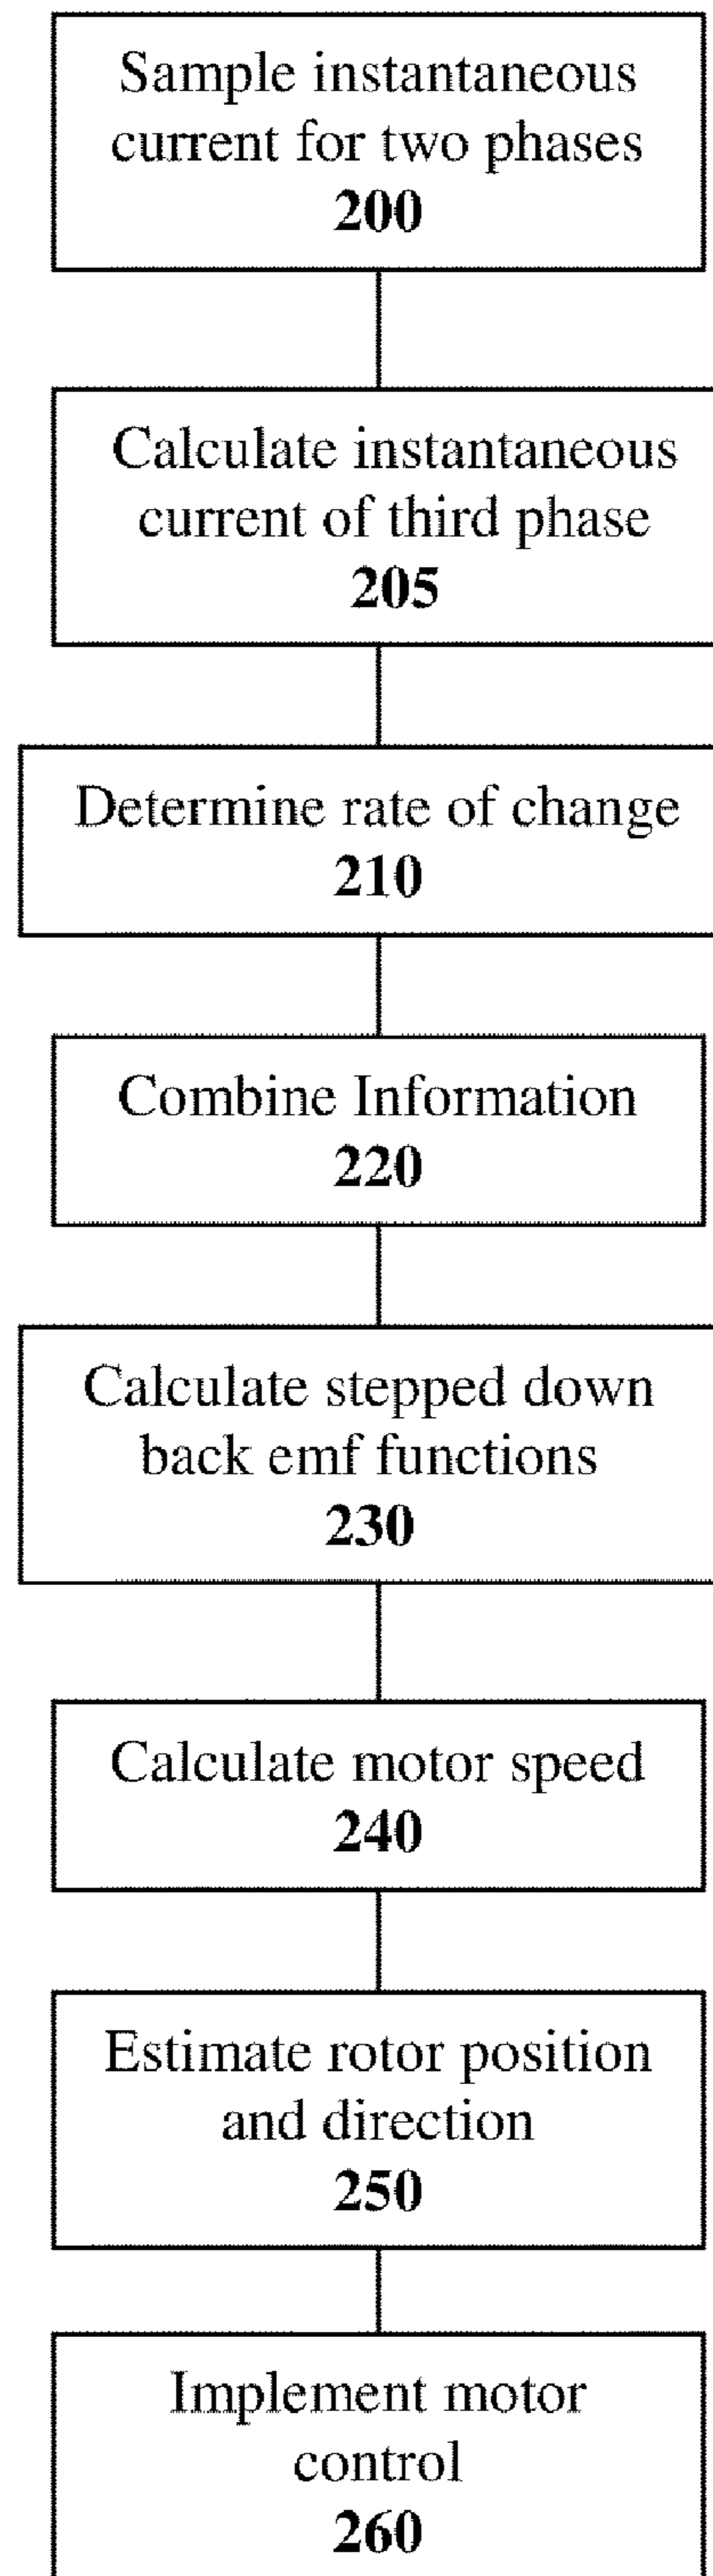 Sample instantaneous
current for two phases
200
Calculate instantaneous
current of third phase
205
Determine rate of change
210
Combine Information
220
Calculate stepped down
back emf functions
230
Calculate motor speed
240
Estimate rotor position
and direction
250
Implement motor
control
260